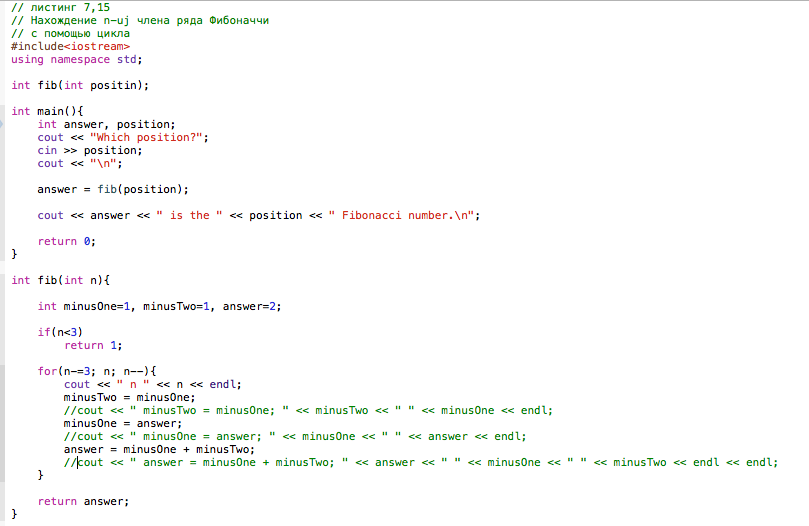 // листинг 7,15
// Нахождение n-uj члена ряда Фибоначчи
// с помощью цикла
#include<iostream>
using namespace std;
int fib(int positin);
int main(){
int answer, position;
cout << "Which position?";
cin >> position;
cout << "\n";
answer = fib(position);
cout << answer << " is the " << position << " Fibonacci number.\n";
return 0;
}
int fib(int n){
int minusOne=1, minusTwo=1, answer=2;
if(n<3)
return 1;
for(n-=3; n; n--){
cout << " n " << n << endl;
minusTwo = minusOne;
//cout << " minusTwo = minusOne; " << minusTwo << " " << minusOne << endl;
minusOne = answer;
//cout << " minusOne = answer; " << minusOne << " " << answer << endl;
answer = minusOne + minusTwo;
//cout << " answer = minusOne + minusTwo; " << answer << " " << minusOne << " " << minusTwo << endl << endl;
}
return answer;
}